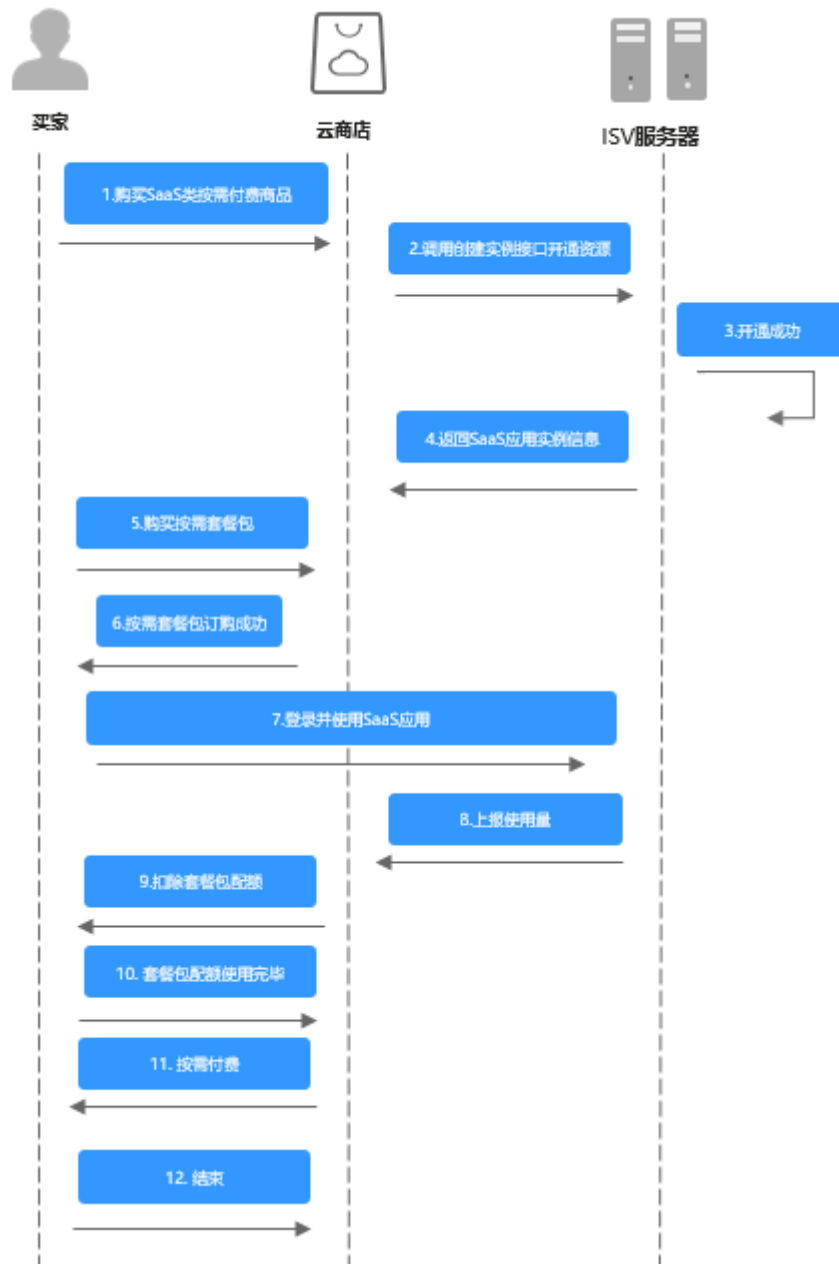 买家
云商店
ISV服务器
1.购买SaaS类按需付费商品
2.调用创建实例接口开通资源
3.开通成功
4.返回SaaS应用实例信息
5.购买按需套餐包
6.按需套餐包订购成功
7.登录并使用SaaS应用
8.上报使用量
9.扣除套餐包配额
10. 套餐包配额使用完毕
11. 按需付费
12. 结束